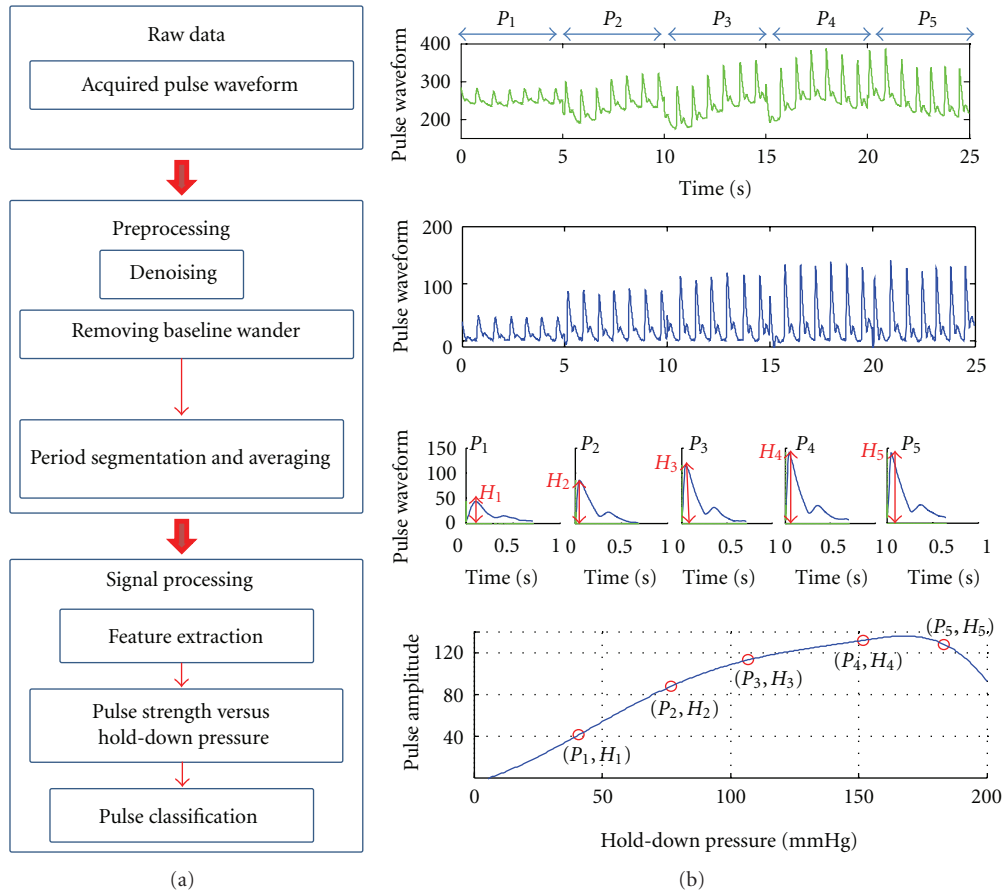 Raw data
Acquired pulse waveform
Preprocessing
Denoising
Removing baseline wander
Period segmentation and averaging
Signal processing
Feature extraction
Pulse strength versus
hold-down pressure
Pulse classification
(a)
P1 P2 P3 P4 P5
400
300
200
Pulse waveform
0 5 10 15 20 25
Time (s)
200
100
0
Pulse waveform
0 5 10 15 20 25
150
100
50
0
Pulse waveform
P1 P2 P3 P4 P5
H1 H2 H3 H4 H5
0 0.5 1 0 0.5 1 0 0.5 1 0 0.5 1 0 0.5 1
Time (s) Time (s) Time (s) Time (s) Time (s)
120
80
40
Pulse amplitude
(P1, H1)
(P2, H2)
(P3, H3)
(P4, H4)
(P5, H5)
0 50 100 150 200
Hold-down pressure (mmHg)
(b)